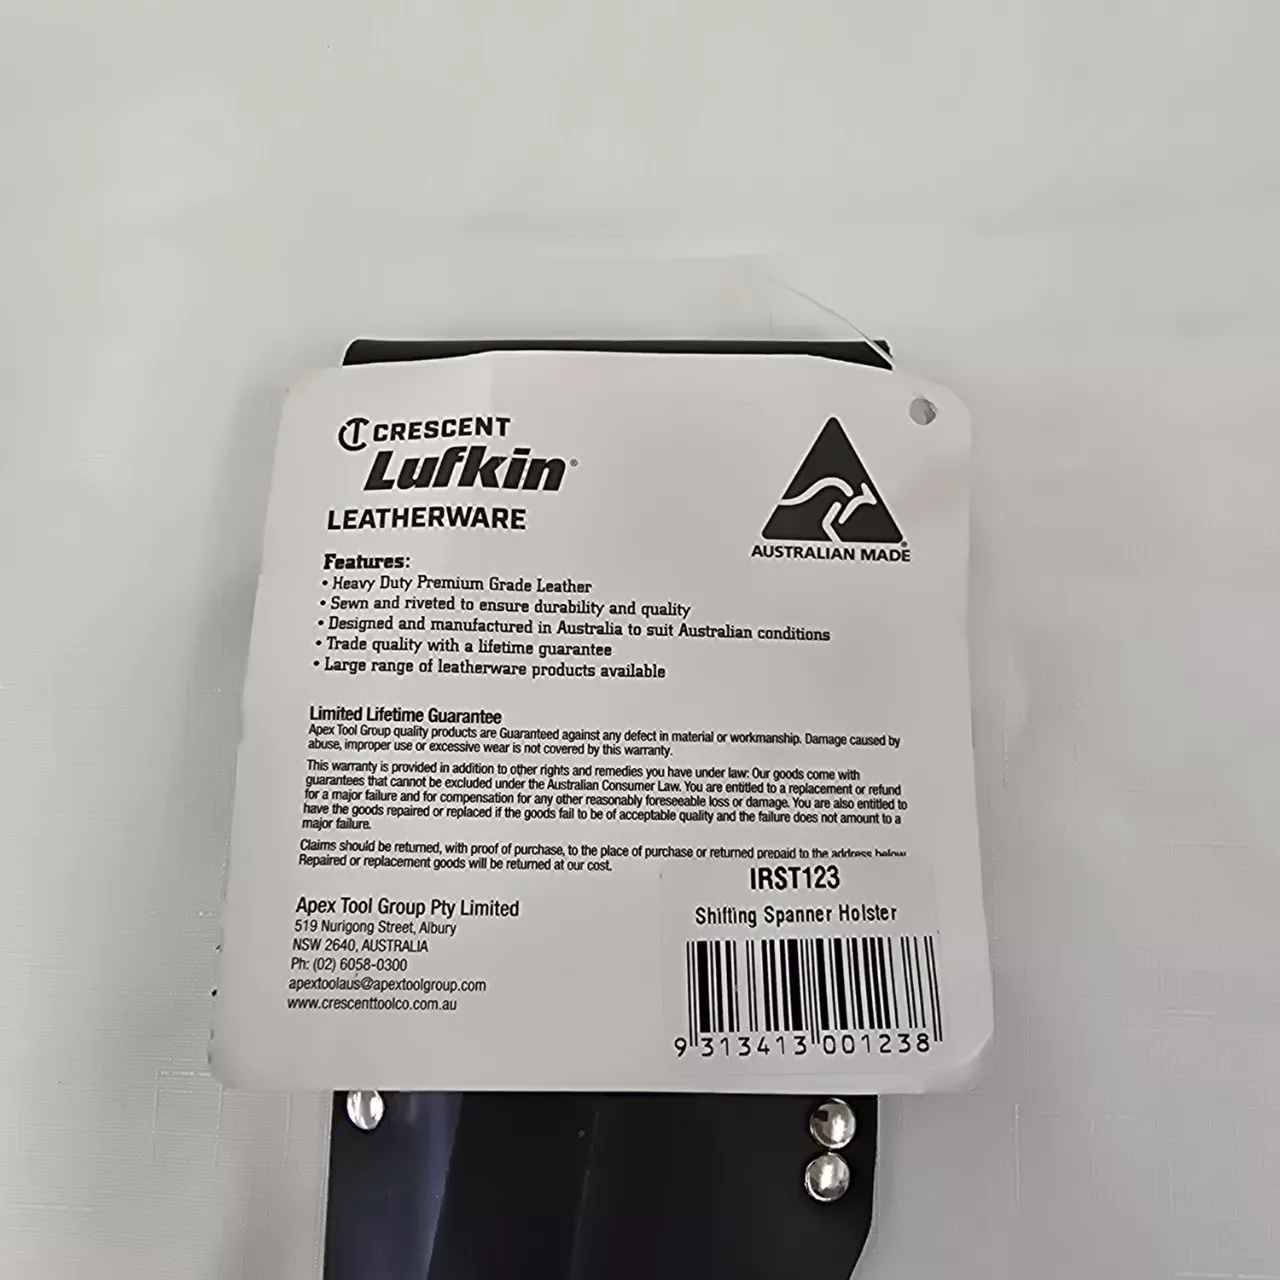 CRESCENT
Lufkin®
LEATHERWARE
AUSTRALIAN MADE
Features:
• Heavy Duty Premium Grade Leather
• Sewn and riveted to ensure durability and quality
• Designed and manufactured in Australia to suit Australian conditions
• Trade quality with a lifetime guarantee
• Large range of leatherware products available
Limited Lifetime Guarantee
Apex Tool Group quality products are Guaranteed against any defect in material or workmanship. Damage caused by
abuse, improper use or excessive wear is not covered by this warranty.
This warranty is provided in addition to other rights and remedies you have under law: Our goods come with
guarantees that cannot be excluded under the Australian Consumer Law. You are entitled to a replacement or refund
for a major failure and for compensation for any other reasonably foreseeable loss or damage. You are also entitled to
have the goods repaired or replaced if the goods fail to be of acceptable quality and the failure does not amount to a
major failure.
Claims should be returned, with proof of purchase, to the place of purchase or returned prepaid to the address below.
Repaired or replacement goods will be returned at our cost.
Apex Tool Group Pty Limited
519 Nurigong Street, Albury
NSW 2640, AUSTRALIA
Ph: (02) 6058-0300
apextoolaus@apextoolgroup.com
www.crescenttoolco.com.au
IRST123
Shifting Spanner Holster
9 313413 001238